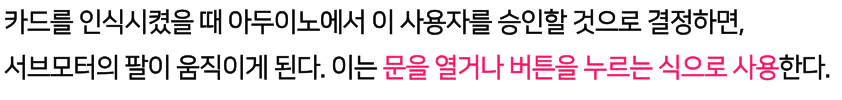 카드를 인식시켰을 때 아두이노에서 이 사용자를 승인할 것으로 결정하면,
서브모터의 팔이 움직이게 된다. 이는 문을 열거나 버튼을 누르는 식으로 사용한다.